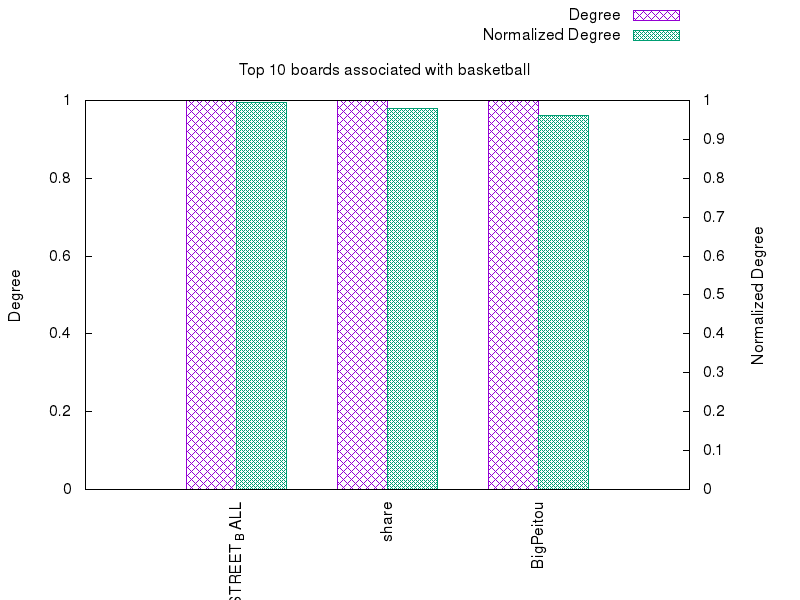 Degree
Normalized Degree
Top 10 boards associated with basketball
1
0.8
0.6
0.4
0.2
0
1
0.9
0.8
0.7
0.6
0.5
0.4
0.3
0.2
0.1
0
Degree
Normalized Degree
STREET_BALL
share
BigPeitou